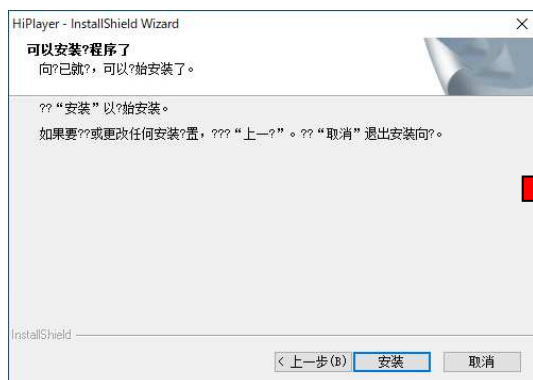 HiPlayer - InstallShield Wizard
可以安装?程序了
向?已就?，可以?始安装了。
??“安装”以?始安装。
如果要??或更改任何安装?置，???“上一?”。??“取消”退出安装向?。
InstallShield
< 上一步(B)
安装
取消